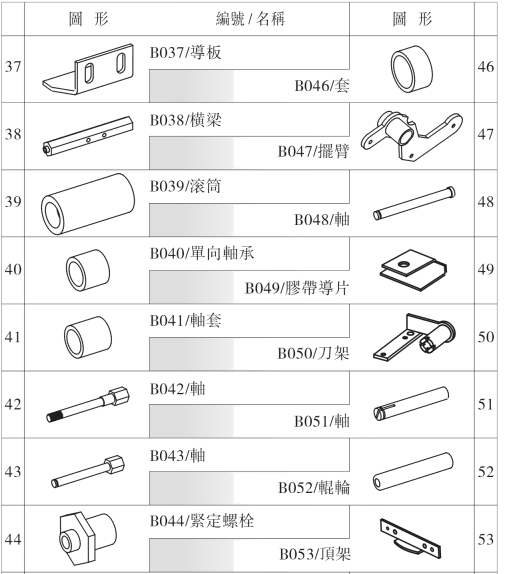 圖 形 編號 / 名稱 圖 形
37 B037/導板
B046/套 46
38 B038/橫梁
B047/擺臂 47
39 B039/滾筒
B048/軸 48
40 B040/單向軸承
B049/膠帶導片 49
41 B041/軸套
B050/刀架 50
42 B042/軸
B051/軸 51
43 B043/軸
B052/輥輪 52
44 B044/緊定螺栓
B053/頂架 53